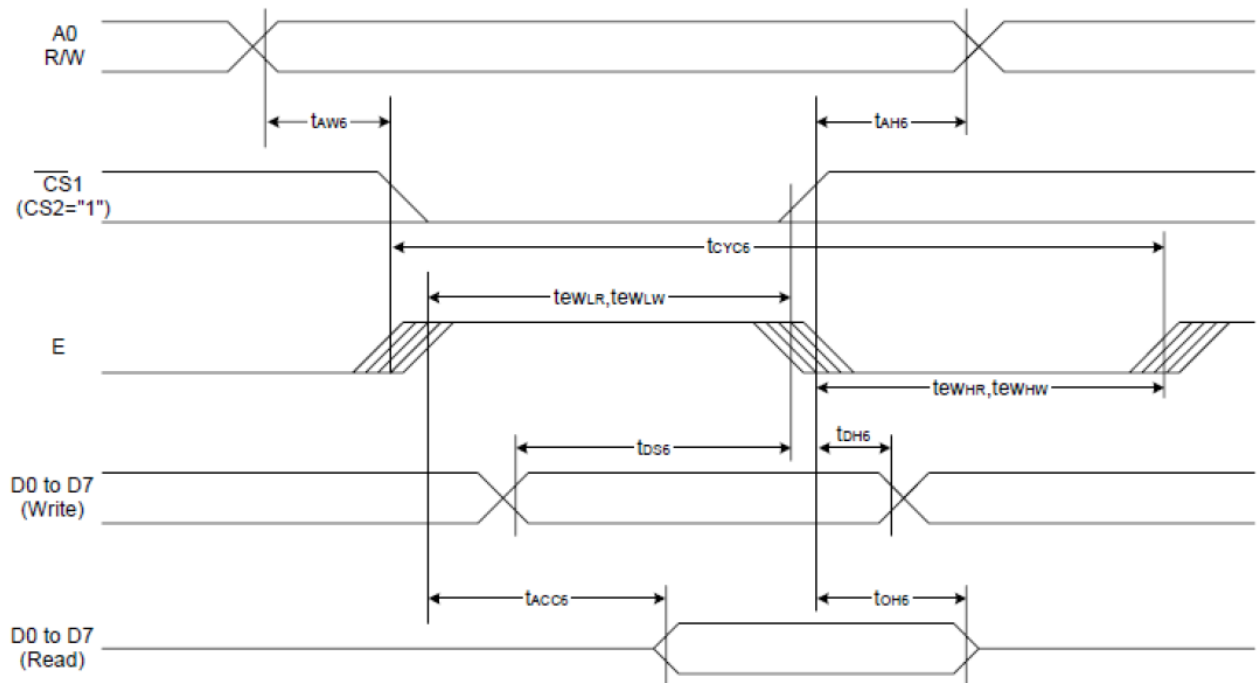 A0
R/W
tAW6
tAH6
CS1
(CS2="1")
tCYC6
tewLR,tewLW
E
tewHR,tewHW
tDS6
tDH6
D0 to D7
(Write)
tACC6
tOH6
D0 to D7
(Read)